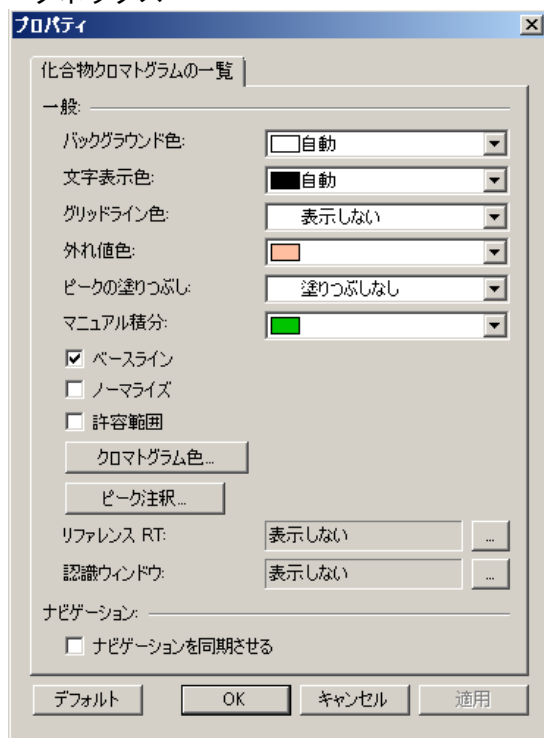 プロパティ
化合物クロマトグラムの一覧
一般:
バックグラウンド色: 自動
文字表示色: 自動
グリッドライン色: 表示しない
外れ値色:
ピークの塗りつぶし: 塗りつぶしなし
マニュアル積分:
ベースライン
ノーマライズ
許容範囲
クロマトグラム色...
ピーク注釈...
リファレンス RT: 表示しない ...
認識ウィンドウ: 表示しない ...
ナビゲーション:
ナビゲーションを同期させる
デフォルト OK キャンセル 適用